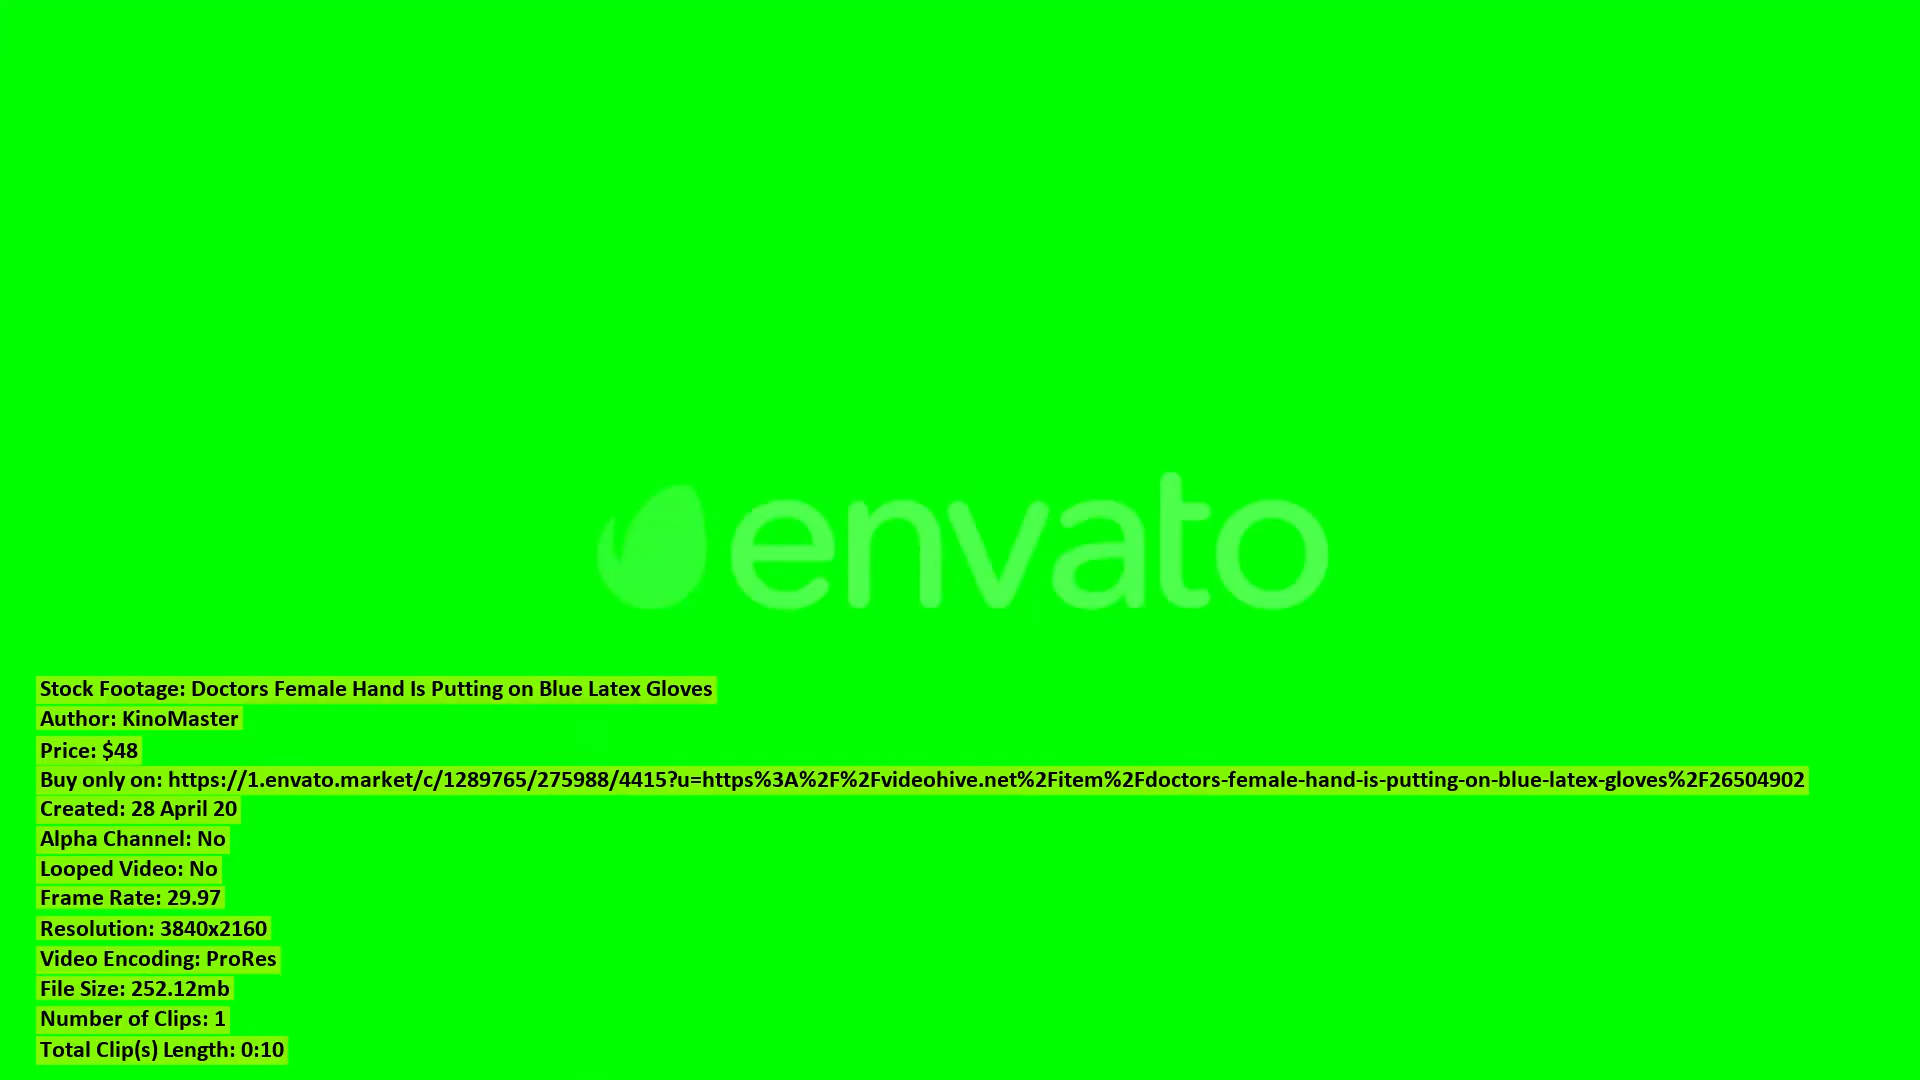 envato
Stock Footage: Doctors Female Hand Is Putting on Blue Latex Gloves
Author: KinoMaster
Price: $48
Buy only on: https://1.envato.market/c/1289765/275988/4415?u=https%3A%2F%2Fvideohive.net%2Fitem%2Fdoctors-female-hand-is-putting-on-blue-latex-gloves%2F26504902
Created: 28 April 20
Alpha Channel: No
Looped Video: No
Frame Rate: 29.97
Resolution: 3840x2160
Video Encoding: ProRes
File Size: 252.12mb
Number of Clips: 1
Total Clip(s) Length: 0:10